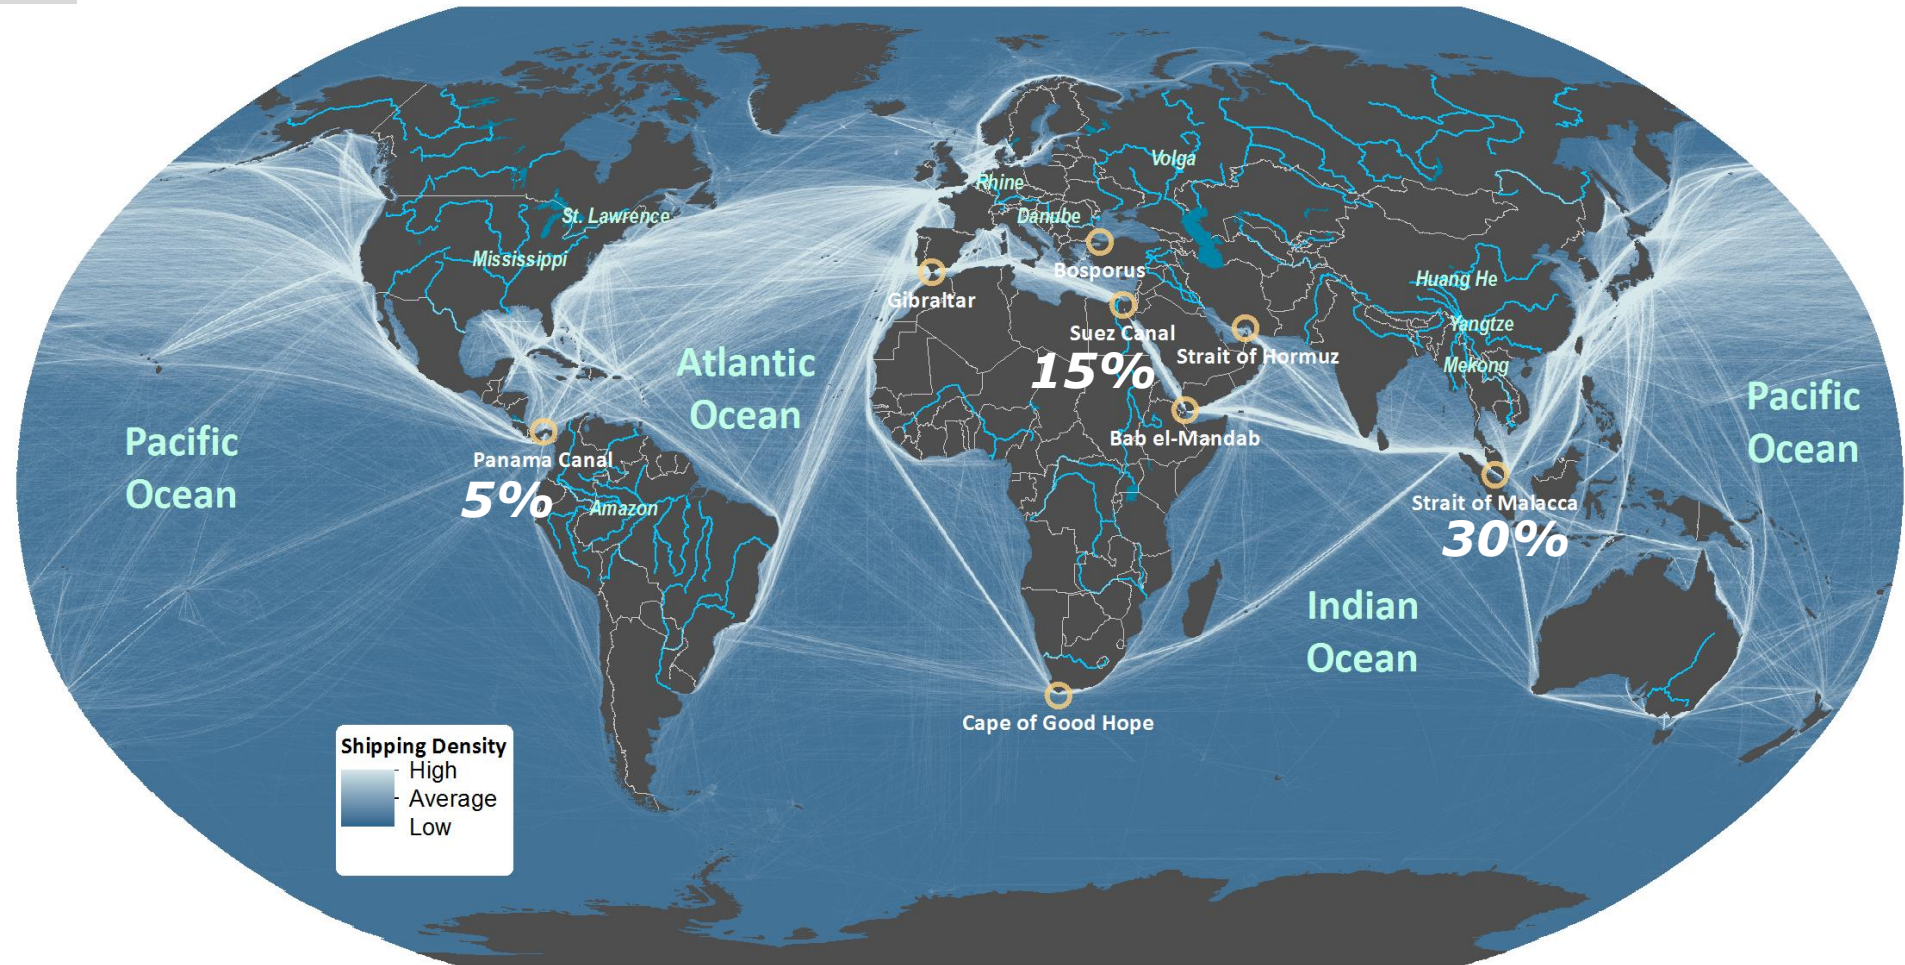 Volga
Rhine
St. Lawrence
Danube
Mississippi
Bosporus
Huang He
Gibraltar
Yangtze
Suez Canal
15%
Strait of Hormuz
Mekong
Atlantic
Ocean
Pacific
Ocean
Pacific
Ocean
Bab el-Mandab
Panama Canal
5%
Amazon
Strait of Malacca
30%
Indian
Ocean
Cape of Good Hope
Shipping Density
High
Average
Low